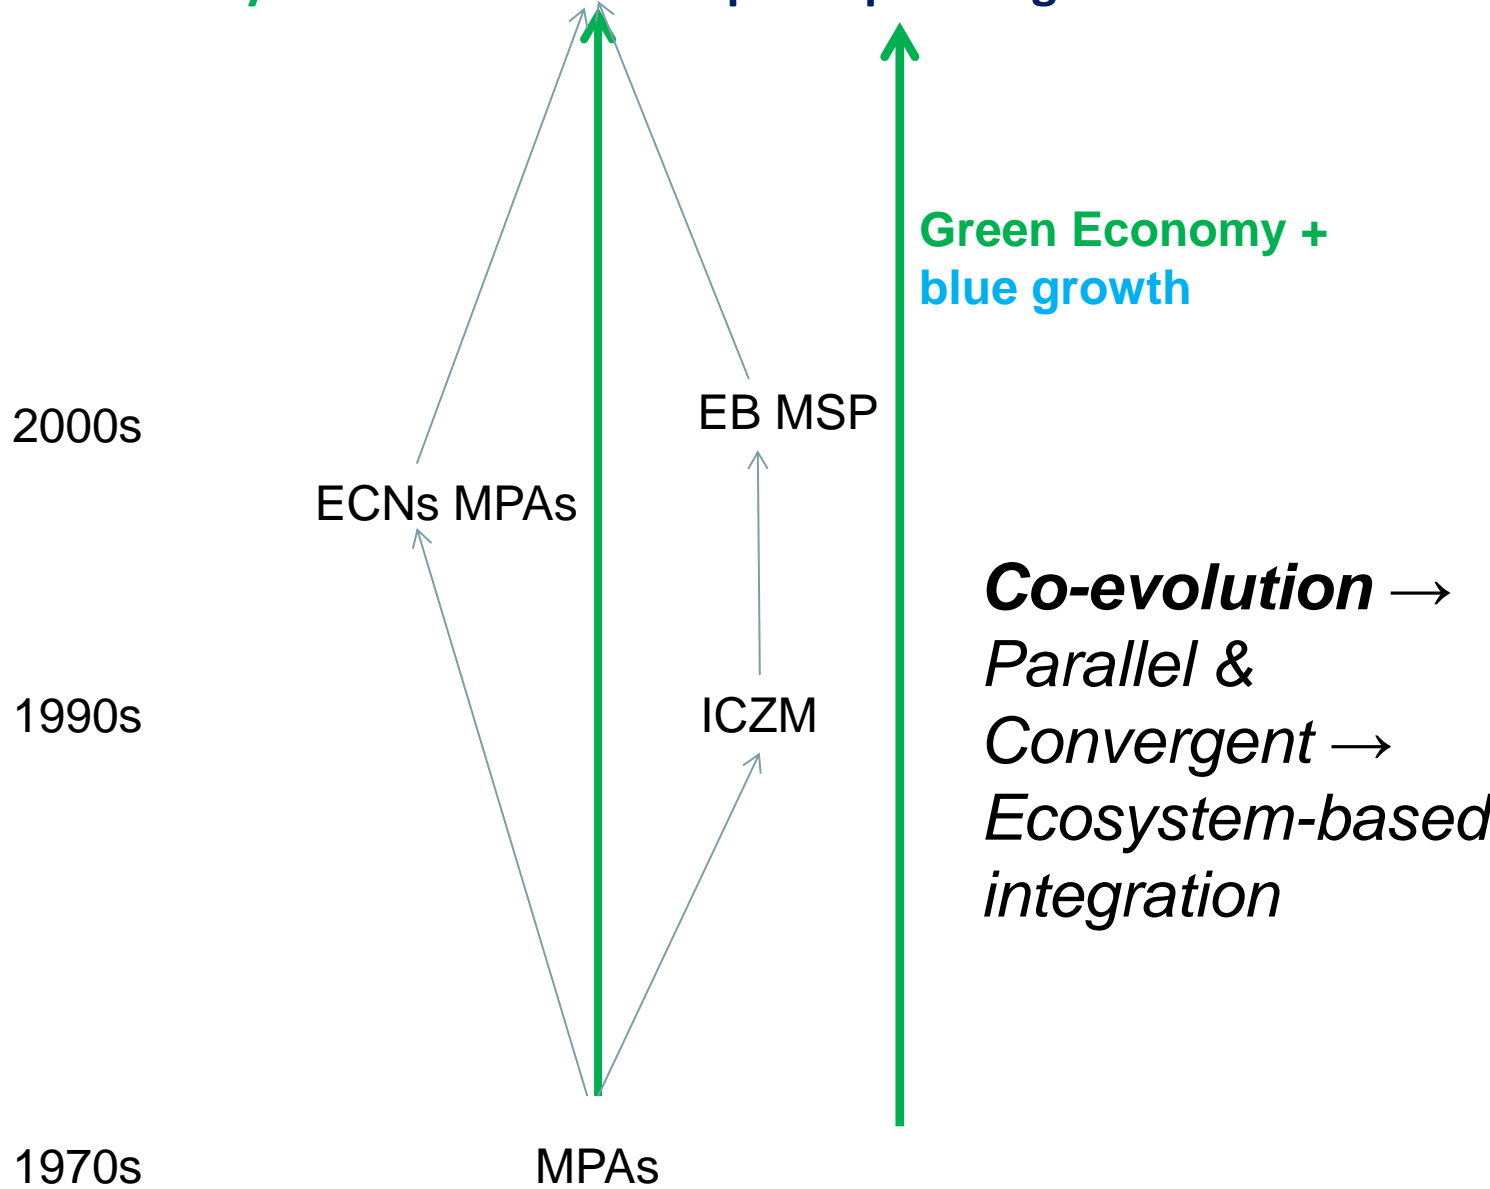 Green Economy +
blue growth
2000s
EB MSP
ECNs MPAs
Co-evolution →
Parallel &
Convergent →
Ecosystem-based
integration
1990s
ICZM
1970s
MPAs